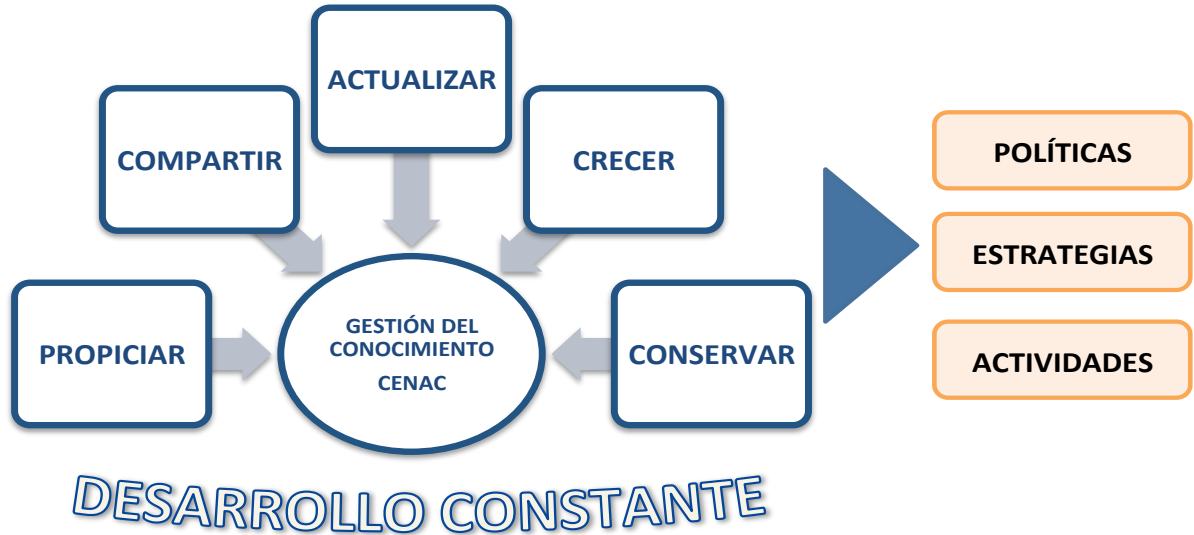 PROPICIAR
COMPARTIR
ACTUALIZAR
CRECER
CONSERVAR
GESTIÓN DEL
CONOCIMIENTO
CENAC
DESARROLLO CONSTANTE
POLÍTICAS
ESTRATEGIAS
ACTIVIDADES